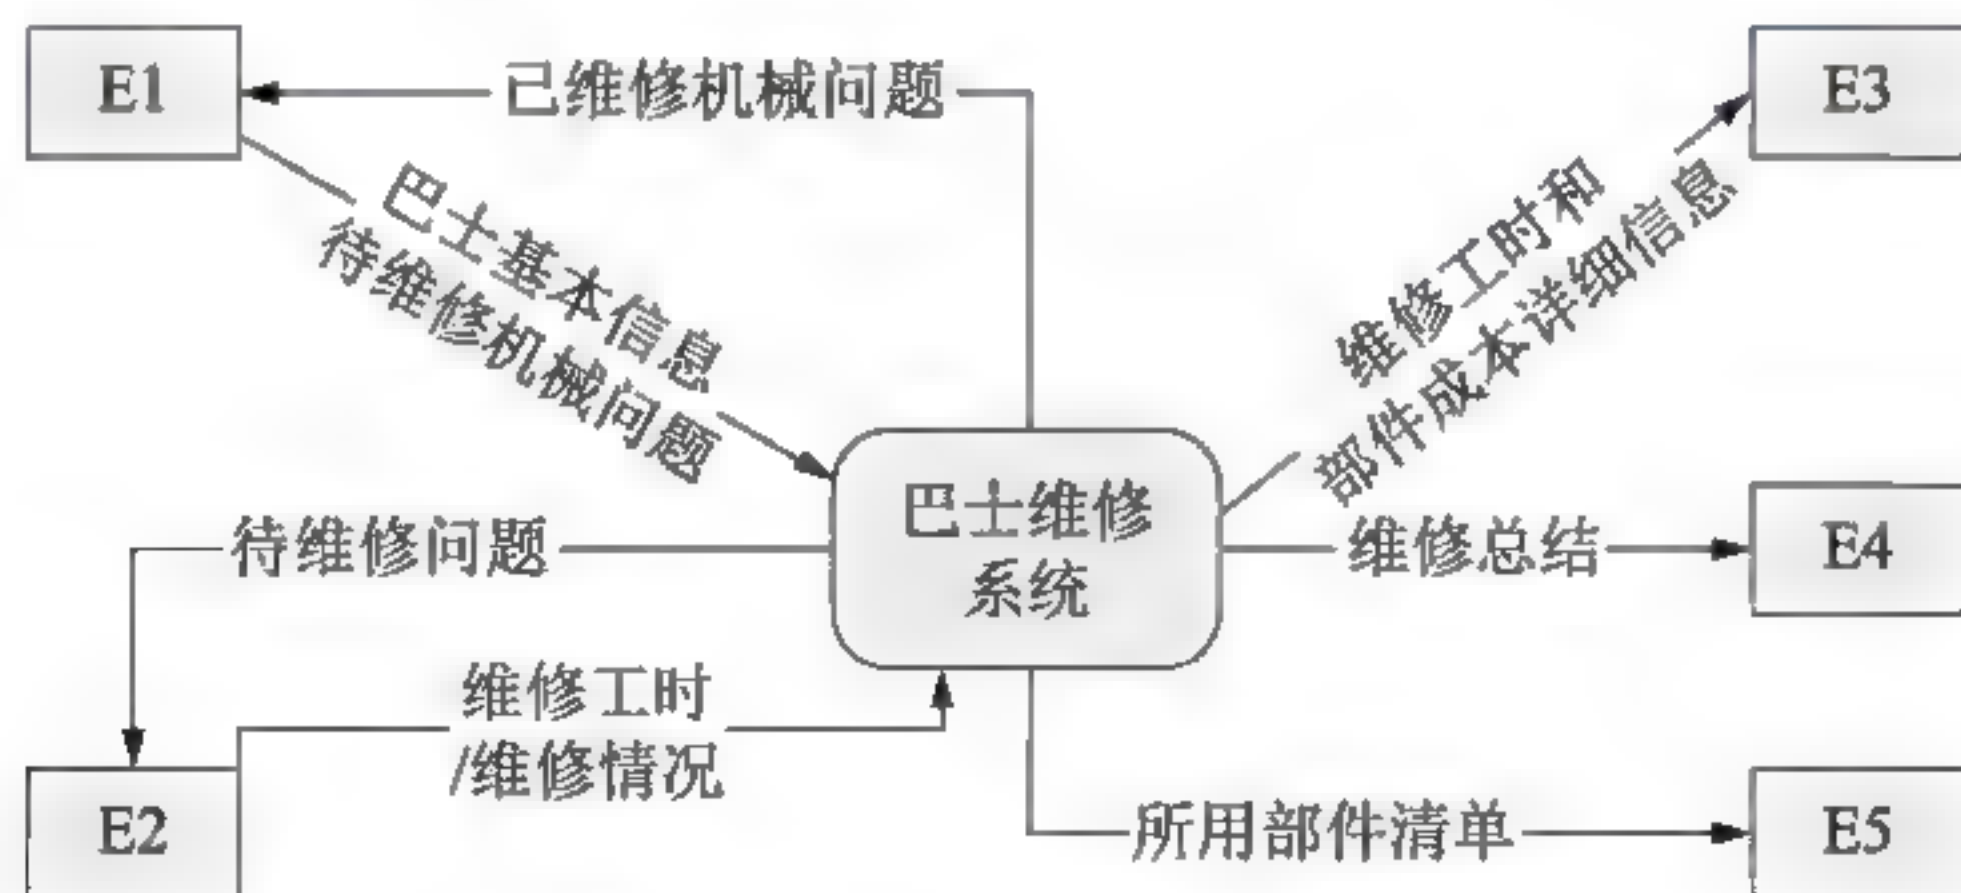 E1
已维修机械问题
E3
巴士基本信息
待维修机械问题
维修工时和
部件成本详细信息
巴士维修
系统
待维修问题
维修总结
E4
维修工时
/维修情况
E2
所用部件清单
E5